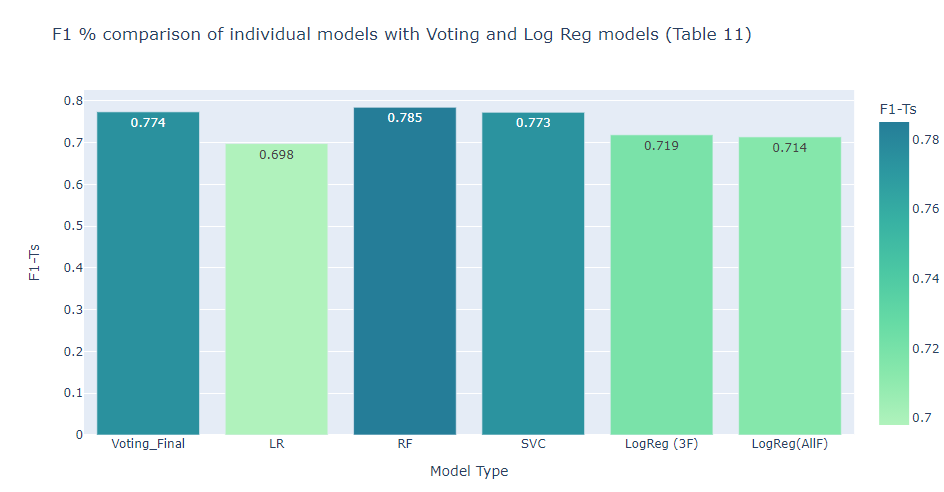 F1 % comparison of individual models with Voting and Log Reg models (Table 11)
F1-Ts
0.8
0.7
0.6
0.5
0.4
0.3
0.2
0.1
0
0.774
0.698
0.785
0.773
0.719
0.714
Voting_Final
LR
RF
SVC
LogReg (3F)
LogReg(AllF)
Model Type
F1-Ts
0.78
0.76
0.74
0.72
0.7